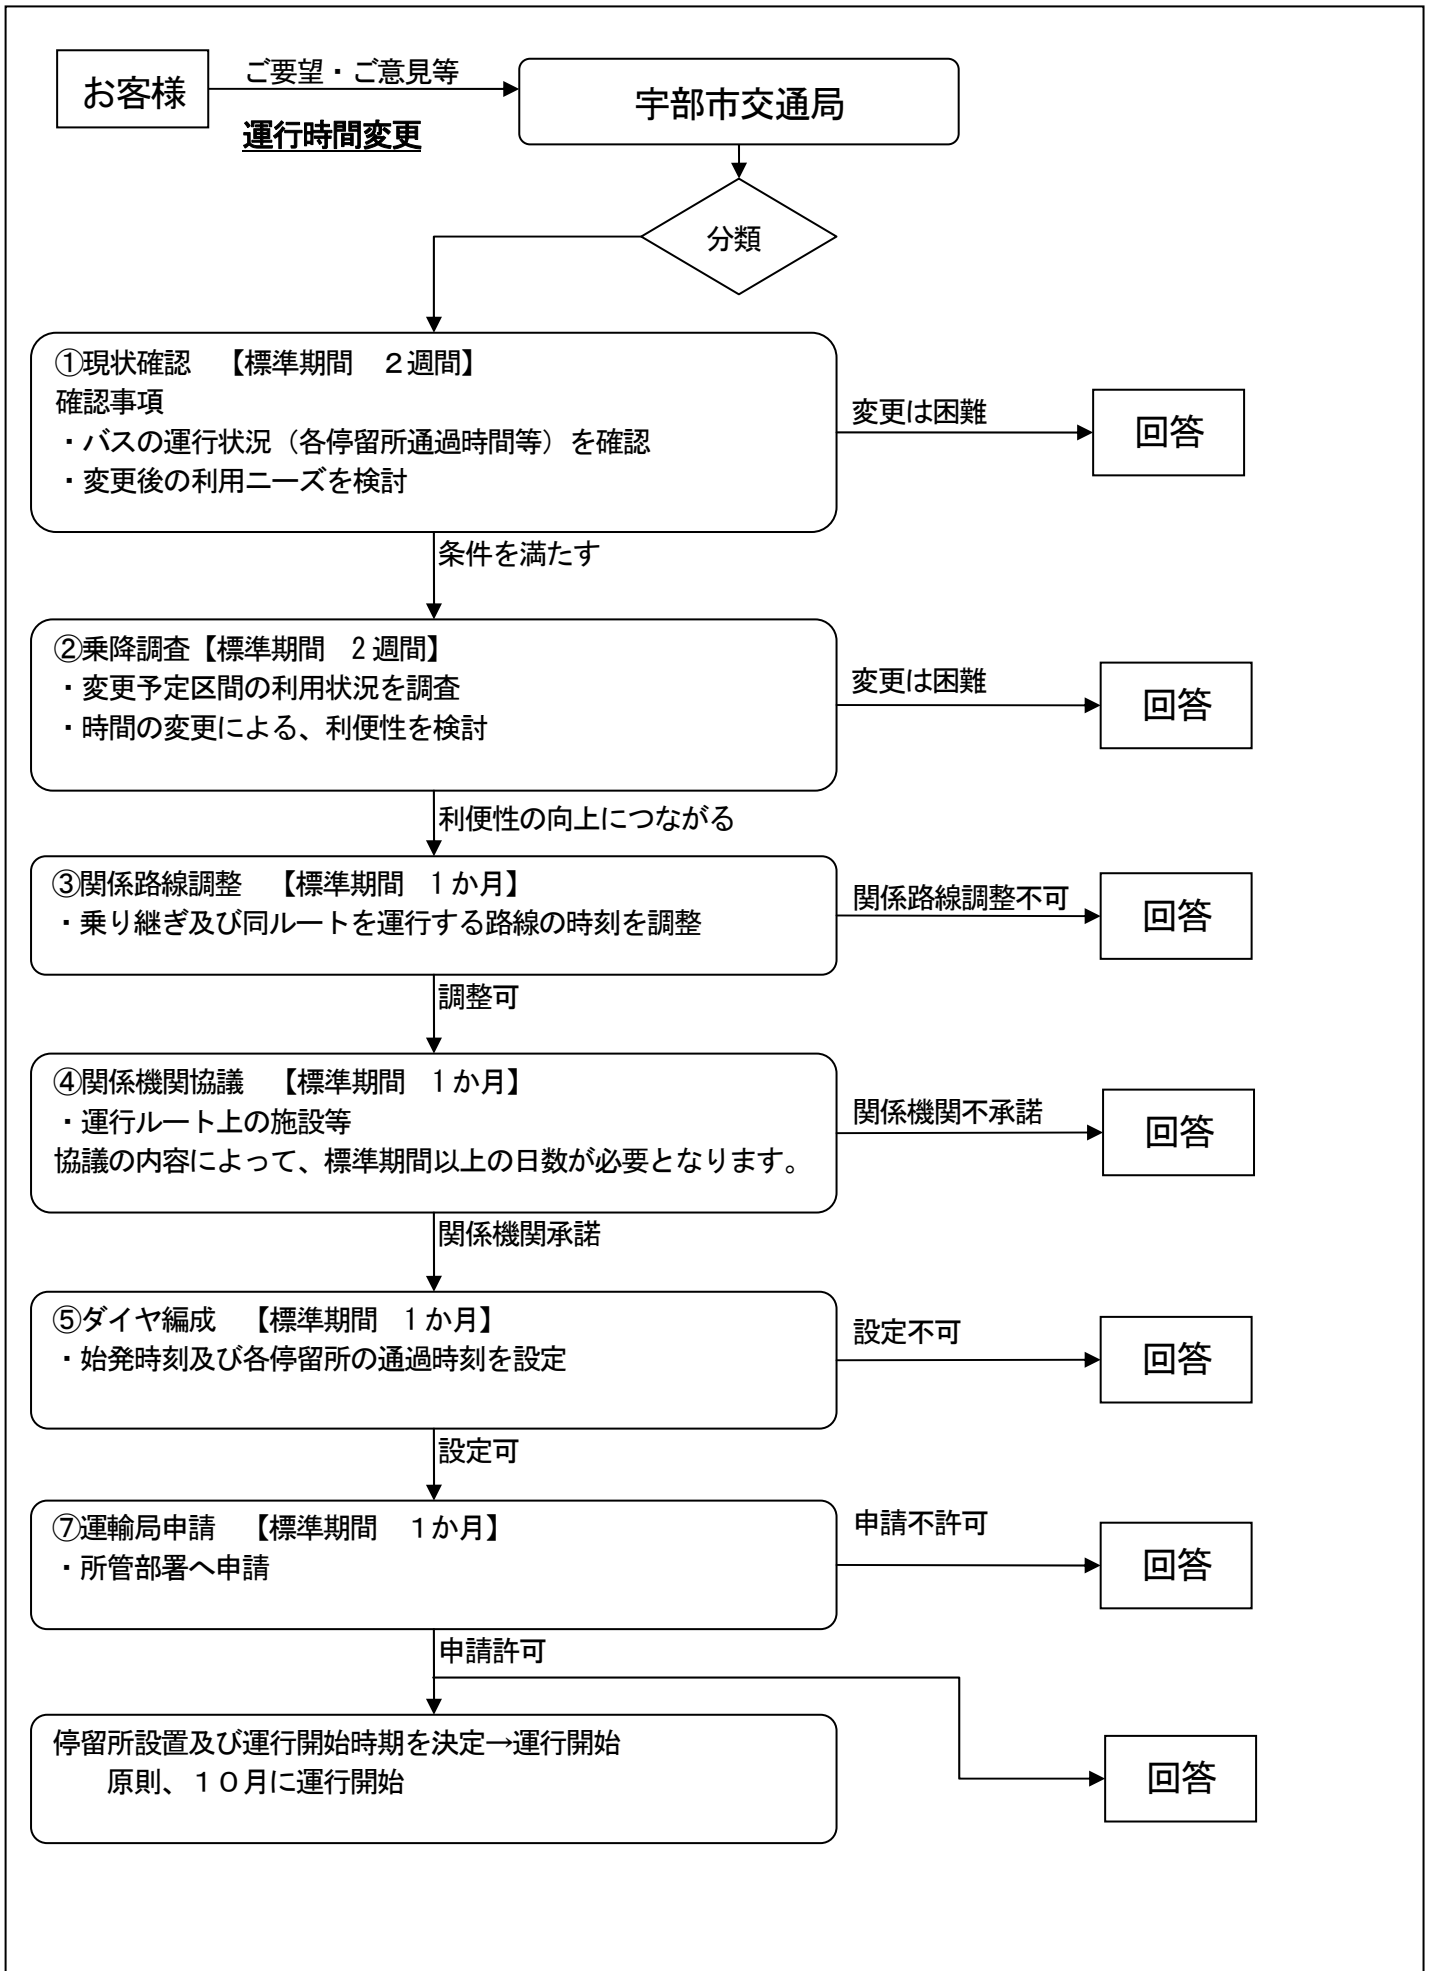 お客様
ご要望・ご意見等
運行時間変更
宇部市交通局
分類
①現状確認　【標準期間　２週間】
確認事項
・バスの運行状況（各停留所通過時間等）を確認
・変更後の利用ニーズを検討
変更は困難
回答
条件を満たす
②乗降調査【標準期間　2 週間】
・変更予定区間の利用状況を調査
・時間の変更による、利便性を検討
変更は困難
回答
利便性の向上につながる
③関係路線調整　【標準期間　1 か月】
・乗り継ぎ及び同ルートを運行する路線の時刻を調整
関係路線調整不可
回答
調整可
④関係機関協議　【標準期間　1 か月】
・運行ルート上の施設等
協議の内容によって、標準期間以上の日数が必要となります。
関係機関不承諾
回答
関係機関承諾
⑤ダイヤ編成　【標準期間　1 か月】
・始発時刻及び各停留所の通過時刻を設定
設定不可
回答
設定可
⑦運輸局申請　【標準期間　１か月】
・所管部署へ申請
申請不許可
回答
申請許可
停留所設置及び運行開始時期を決定→運行開始
原則、１０月に運行開始
回答